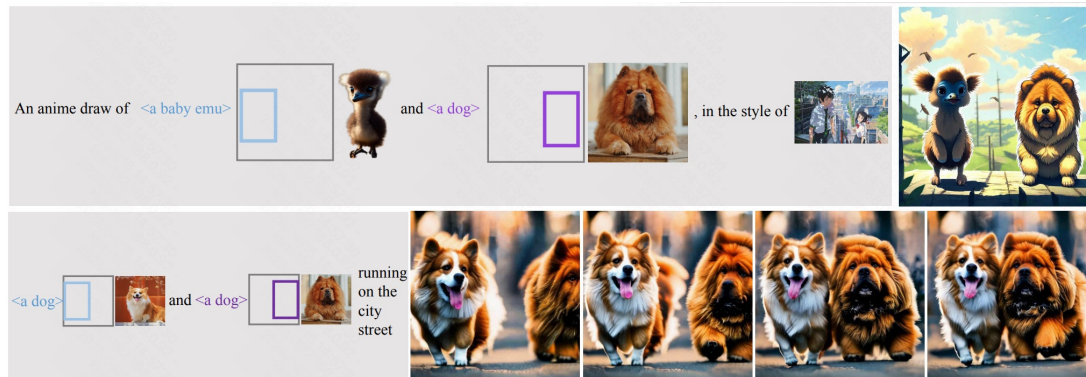 An anime draw of <a baby emu> and <a dog> , in the style of
<a dog> and <a dog> running
on the
city
street